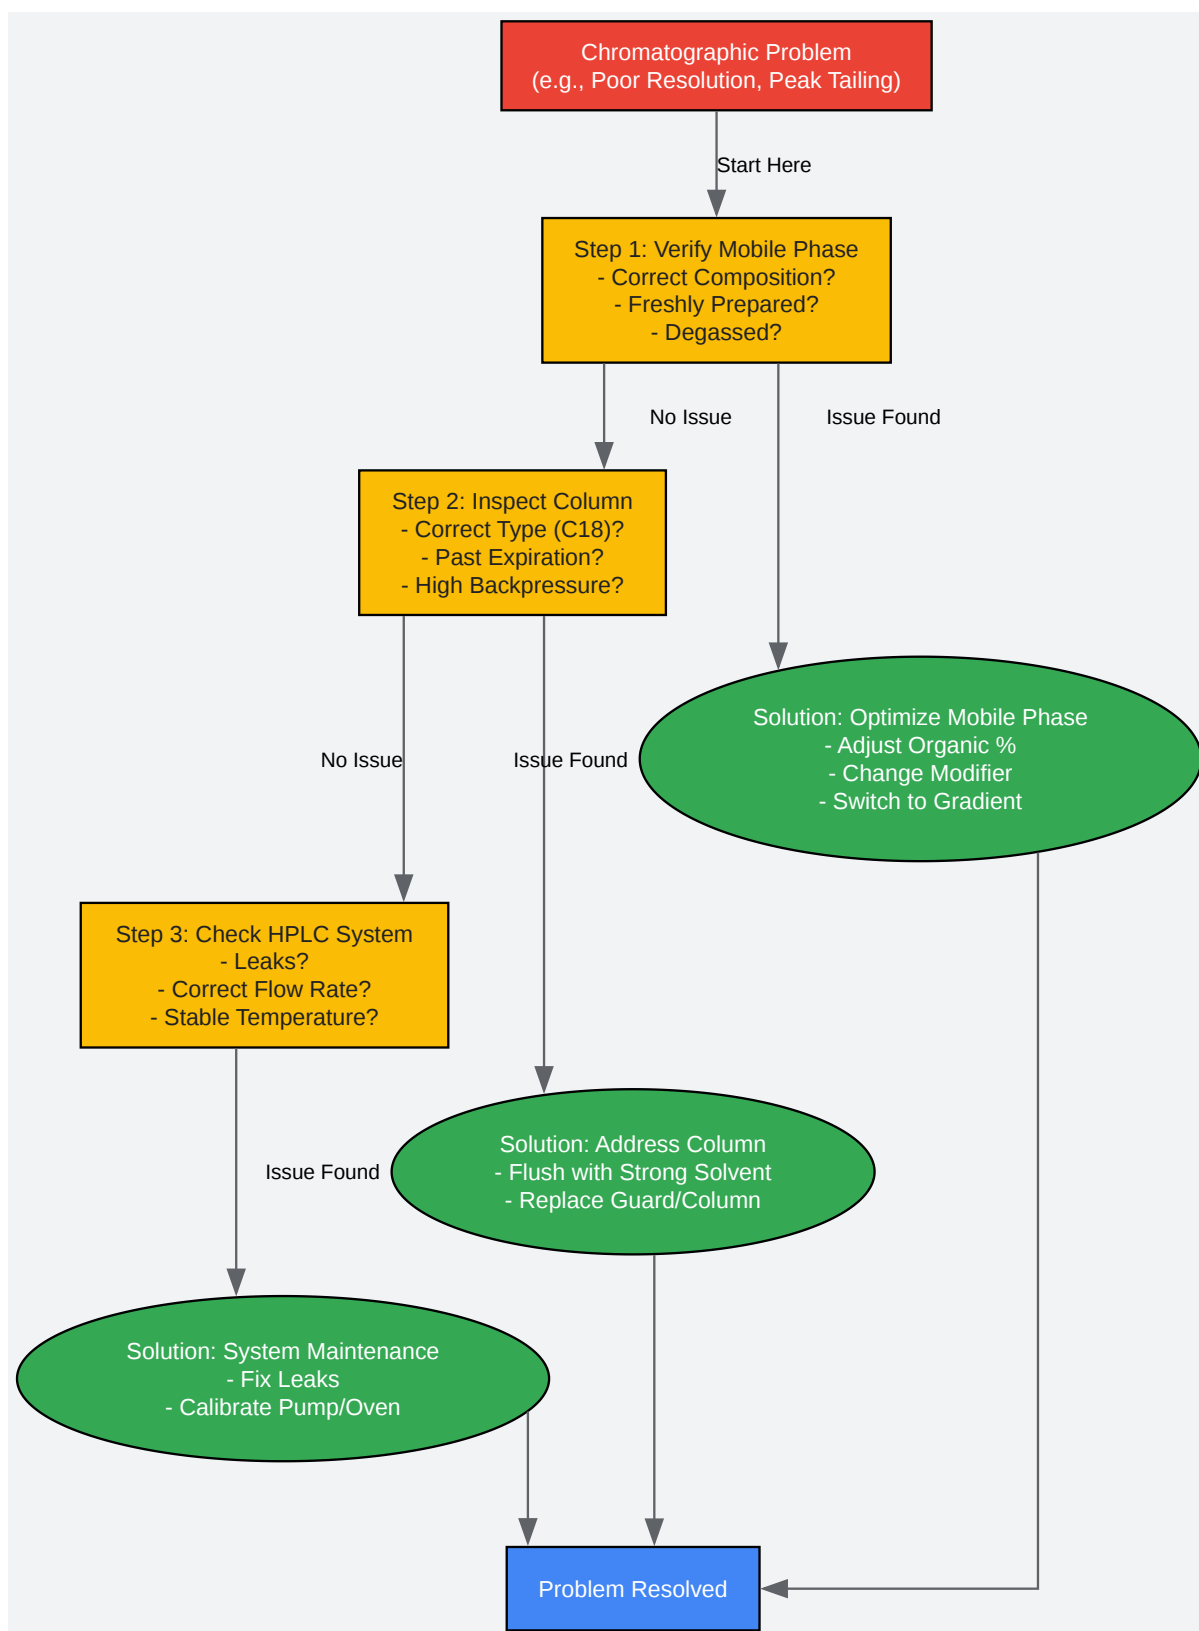 Chromatographic Problem
(e.g., Poor Resolution, Peak Tailing)
Start Here
Step 1: Verify Mobile Phase
- Correct Composition?
- Freshly Prepared?
- Degassed?
No Issue
Issue Found
Step 2: Inspect Column
- Correct Type (C18)?
- Past Expiration?
- High Backpressure?
Solution: Optimize Mobile Phase
- Adjust Organic %
- Change Modifier
- Switch to Gradient
No Issue
Issue Found
Step 3: Check HPLC System
- Leaks?
- Correct Flow Rate?
- Stable Temperature?
Solution: Address Column
- Flush with Strong Solvent
- Replace Guard/Column
Issue Found
Solution: System Maintenance
- Fix Leaks
- Calibrate Pump/Oven
Problem Resolved